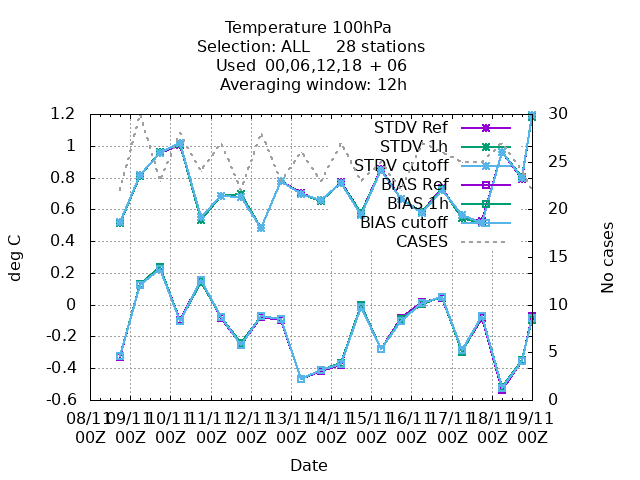 Temperature 100hPa
Selection: ALL 28 stations
Used 00,06,12,18 + 06
Averaging window: 12h
STDV Ref
STDV 1h
STDV cutoff
BIAS Ref
BIAS 1h
BIAS cutoff
CASES
1.2
1
0.8
0.6
0.4
0.2
0
-0.2
-0.4
-0.6
deg C
30
25
20
15
10
5
0
No cases
08/11 09/11 10/11 11/11 12/11 13/11 14/11 15/11 16/11 17/11 18/11 19/11
00Z 00Z 00Z 00Z 00Z 00Z 00Z 00Z 00Z 00Z 00Z 00Z
Date